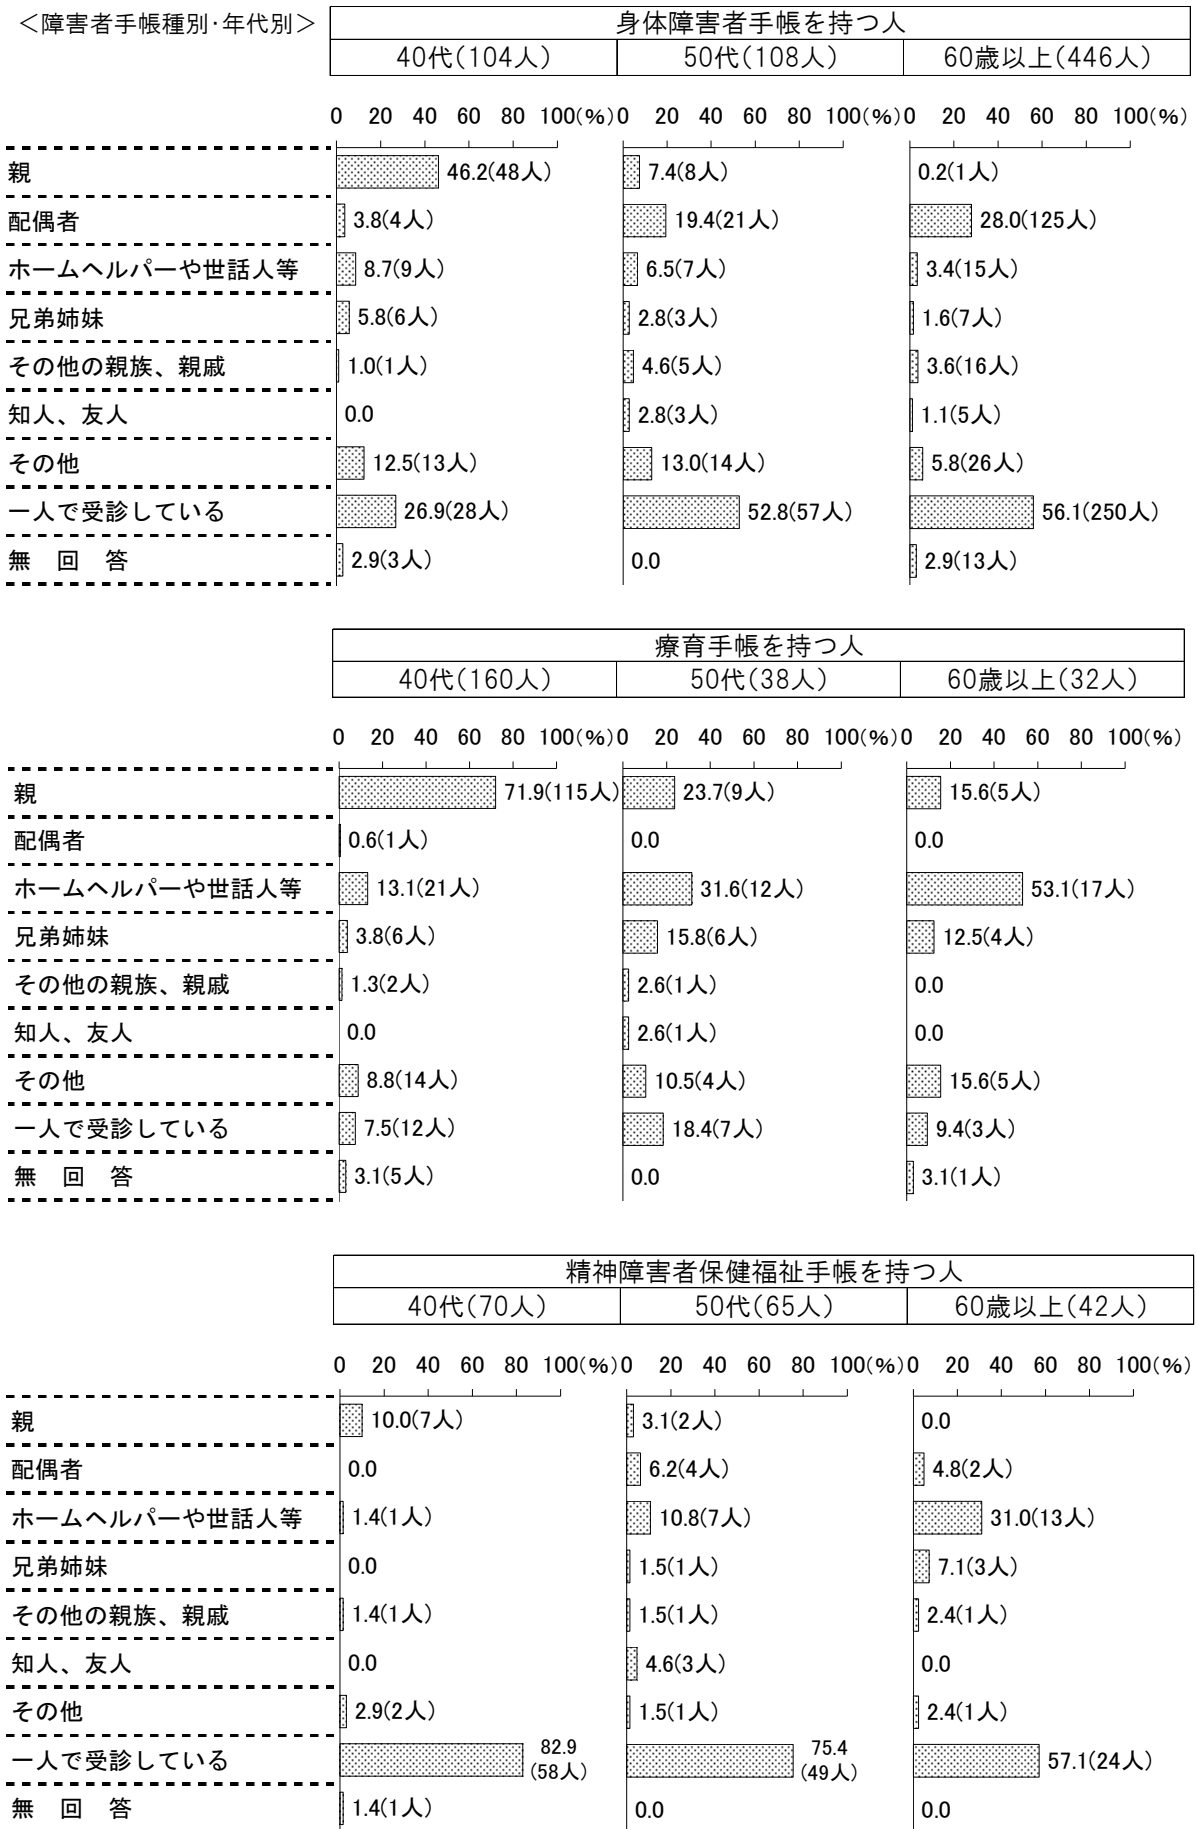 ＜障害者手帳種別･年代別＞
身体障害者手帳を持つ人
40代(104人) 50代(108人) 60歳以上(446人)
0 20 40 60 80 100(%) 0 20 40 60 80 100(%) 0 20 40 60 80 100(%)
親 46.2(48人) 7.4(8人) 0.2(1人)
配偶者 3.8(4人) 19.4(21人) 28.0(125人)
ホームヘルパーや世話人等 8.7(9人) 6.5(7人) 3.4(15人)
兄弟姉妹 5.8(6人) 2.8(3人) 1.6(7人)
その他の親族、親戚 1.0(1人) 4.6(5人) 3.6(16人)
知人、友人 0.0 2.8(3人) 1.1(5人)
その他 12.5(13人) 13.0(14人) 5.8(26人)
一人で受診している 26.9(28人) 52.8(57人) 56.1(250人)
無　回　答 2.9(3人) 0.0 2.9(13人)
療育手帳を持つ人
40代(160人) 50代(38人) 60歳以上(32人)
0 20 40 60 80 100(%) 0 20 40 60 80 100(%) 0 20 40 60 80 100(%)
親 71.9(115人) 23.7(9人) 15.6(5人)
配偶者 0.6(1人) 0.0 0.0
ホームヘルパーや世話人等 13.1(21人) 31.6(12人) 53.1(17人)
兄弟姉妹 3.8(6人) 15.8(6人) 12.5(4人)
その他の親族、親戚 1.3(2人) 2.6(1人) 0.0
知人、友人 0.0 2.6(1人) 0.0
その他 8.8(14人) 10.5(4人) 15.6(5人)
一人で受診している 7.5(12人) 18.4(7人) 9.4(3人)
無　回　答 3.1(5人) 0.0 3.1(1人)
精神障害者保健福祉手帳を持つ人
40代(70人) 50代(65人) 60歳以上(42人)
0 20 40 60 80 100(%) 0 20 40 60 80 100(%) 0 20 40 60 80 100(%)
親 10.0(7人) 3.1(2人) 0.0
配偶者 0.0 6.2(4人) 4.8(2人)
ホームヘルパーや世話人等 1.4(1人) 10.8(7人) 31.0(13人)
兄弟姉妹 0.0 1.5(1人) 7.1(3人)
その他の親族、親戚 1.4(1人) 1.5(1人) 2.4(1人)
知人、友人 0.0 4.6(3人) 0.0
その他 2.9(2人) 1.5(1人) 2.4(1人)
一人で受診している 82.9 (58人) 75.4 (49人) 57.1(24人)
無　回　答 1.4(1人) 0.0 0.0